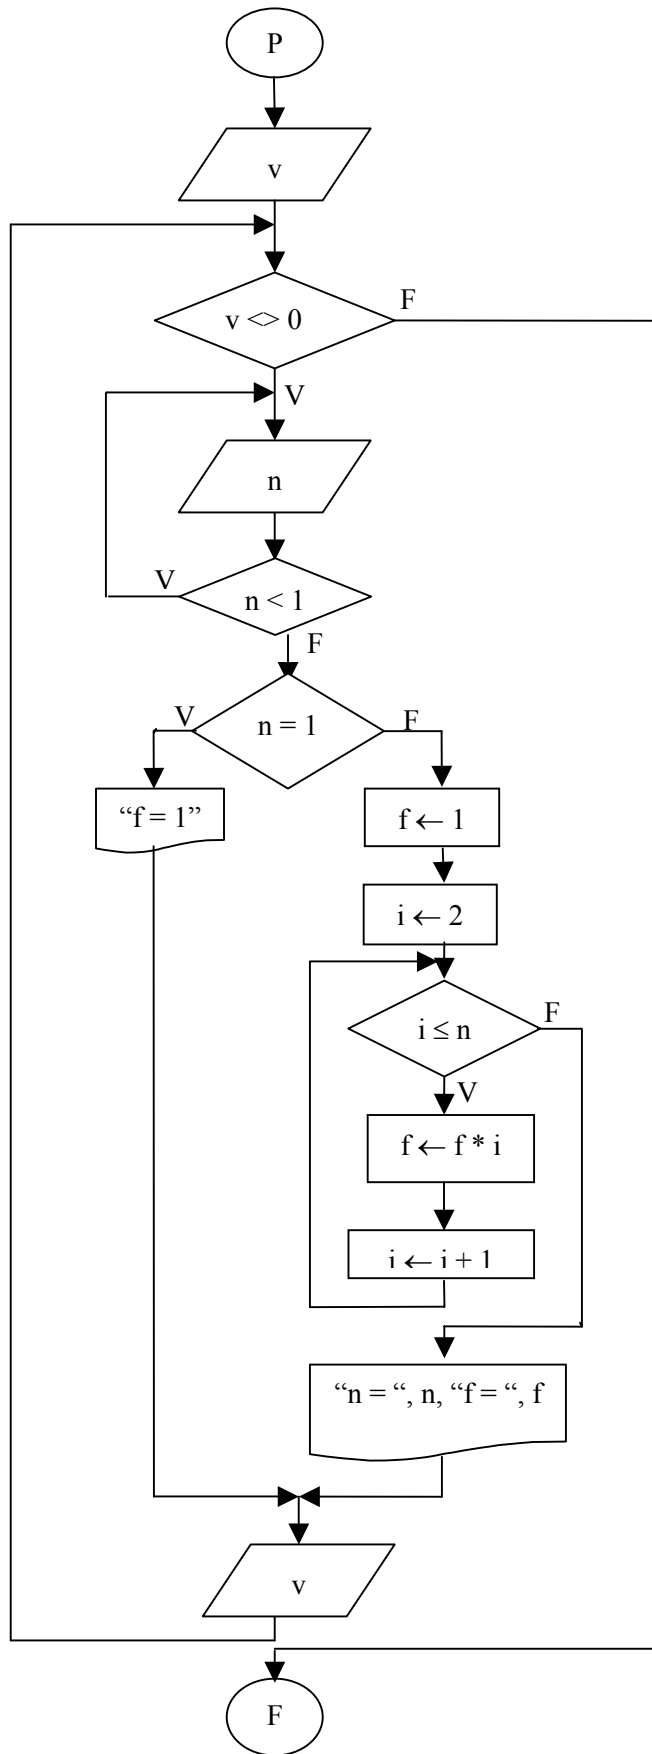 P
v
v <> 0
F
V
n
V
n < 1
F
V
n = 1
F
“f = 1”
f ← 1
i ← 2
i ≤ n
F
V
f ← f * i
i ← i + 1
“n = “, n, “f = “, f
v
F